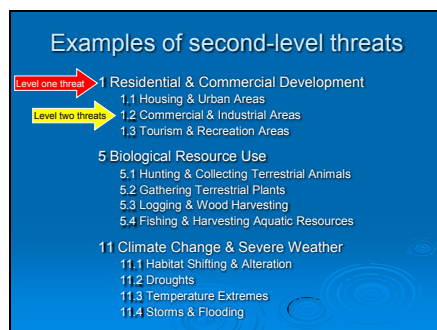 Examples of second-level threats
Level one threat
1 Residential & Commercial Development
1.1 Housing & Urban Areas
Level two threats
1.2 Commercial & Industrial Areas
1.3 Tourism & Recreation Areas
5 Biological Resource Use
5.1 Hunting & Collecting Terrestrial Animals
5.2 Gathering Terrestrial Plants
5.3 Logging & Wood Harvesting
5.4 Fishing & Harvesting Aquatic Resources
11 Climate Change & Severe Weather
11.1 Habitat Shifting & Alteration
11.2 Droughts
11.3 Temperature Extremes
11.4 Storms & Flooding